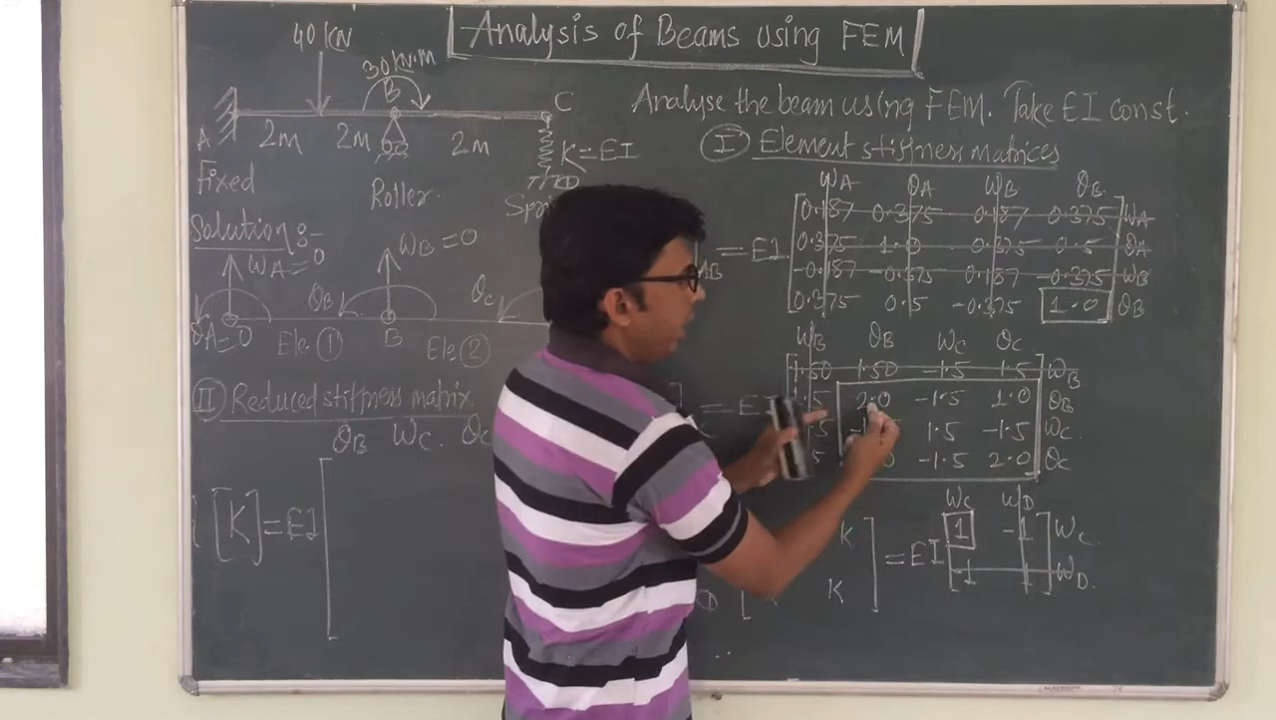 Analysis of Beams using FEM
40 KN
30 kN.m
B
A
C
2m 2m 2m
K=EI
Fixed
Roller.
Analyse the beam using FEM. Take EI const.
I Element stiffness matrices
WA θA WB θB
AB = EI
0.187 0.375 0.187 0.375 WA
0.375 1.0 0.375 0.5 θA
-0.187 -0.375 0.187 -0.375 WB
0.375 0.5 -0.375 1.0 θB
Solution:-
WA=0
WB=0
θB
θC
θA=0 Ele.① B Ele②
WB θB WC θC
= EI
1.50 1.50 -1.5 1.5 WB
1.5 2.0 -1.5 1.0 θB
1.5 -1.5 WC
-1.5 2.0 θC
II Reduced stiffness matrix
θB WC θC
[K]=EI
K
K
= EI
WC WD
1 -1 WC
-1 1 WD.